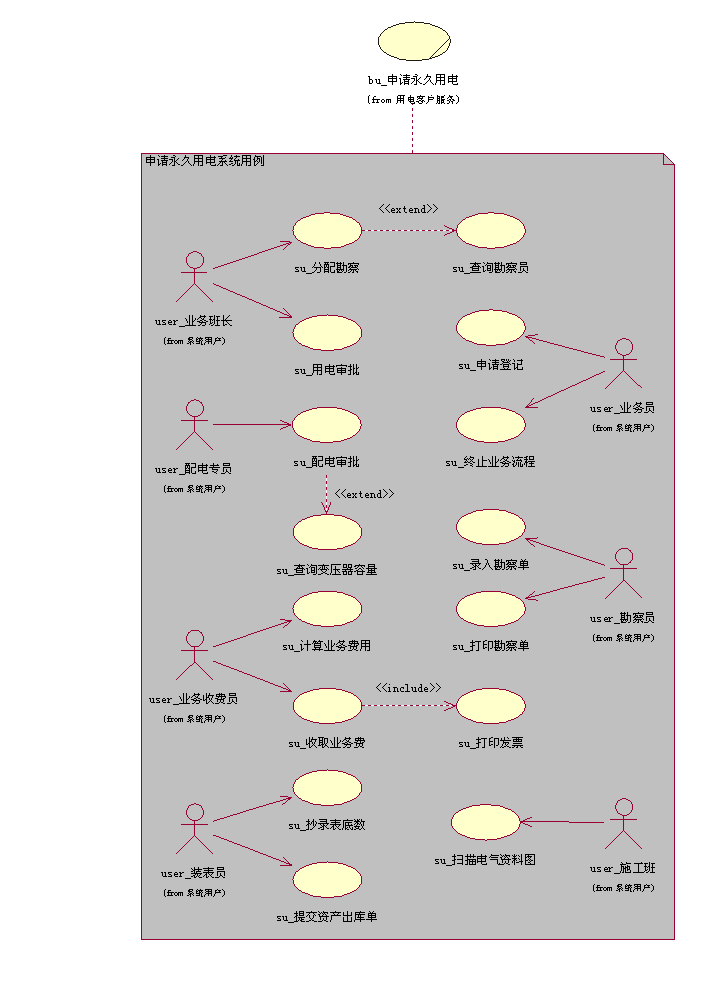 bu_申请永久用电
(from 用电客户服务)
申请永久用电系统用例
<<extend>>
su_分配勘察
su_查询勘察员
user_业务班长
(from 系统用户)
su_用电审批
su_申请登记
user_业务员
(from 系统用户)
su_配电审批
su_终止业务流程
user_配电专员
(from 系统用户)
<<extend>>
su_查询变压器容量
su_录入勘察单
user_勘察员
(from 系统用户)
su_计算业务费用
su_打印勘察单
user_业务收费员
(from 系统用户)
<<include>>
su_收取业务费
su_打印发票
su_抄录表底数
su_扫描电气资料图
user_装表员
(from 系统用户)
user_施工班
(from 系统用户)
su_提交资产出库单